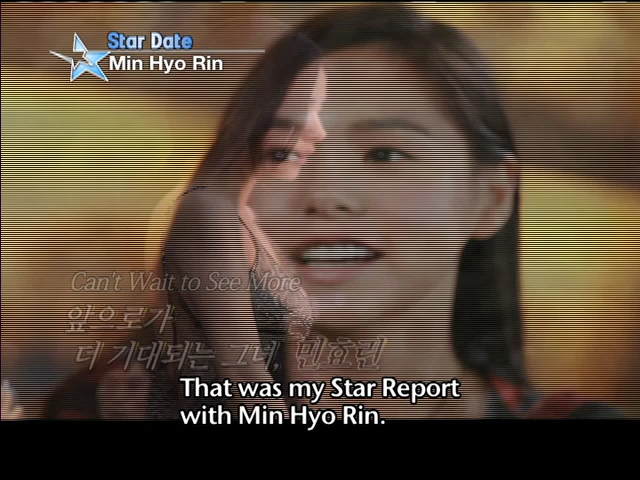 Star Date
Min Hyo Rin
Can't Wait to See More
앞으로가
더 기대되는 그녀, 민효린
That was my Star Report
with Min Hyo Rin.